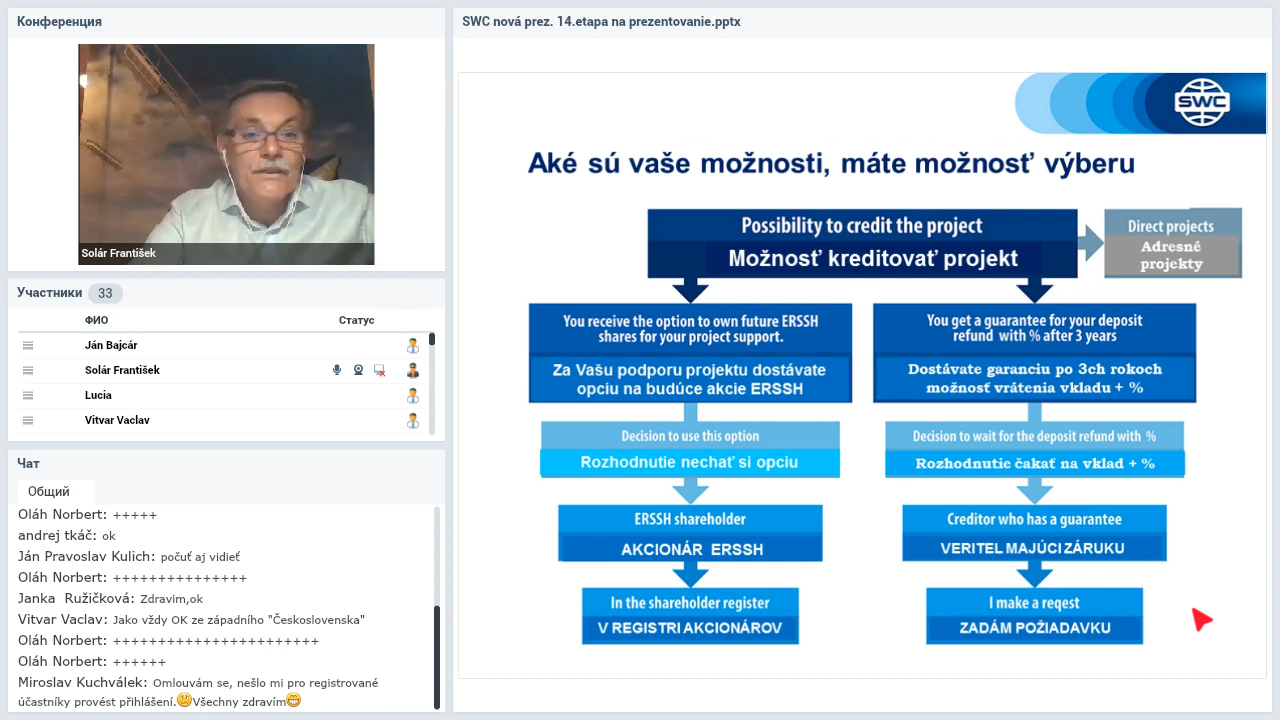 Конференция
Solár František
Участники 33
ФИО Статус
Ján Bajcár
Solár František
Lucia
Vitvar Vaclav
Чат
Общий
Oláh Norbert: +++++
andrej tkáč: ok
Ján Pravoslav Kulich: počuť aj vidieť
Oláh Norbert: +++++++++++++++
Janka Ružičková: Zdravim,ok
Vitvar Vaclav: Jako vždy OK ze západního "Československa"
Oláh Norbert: +++++++++++++++++++++++
Oláh Norbert: ++++++
Miroslav Kuchválek: Omlouvám se, nešlo mi pro registrované
účastníky provést přihlášení.Všechny zdravím
SWC nová prez. 14.etapa na prezentovanie.pptx
SWC
Aké sú vaše možnosti, máte možnosť výberu
Possibility to credit the project
Možnosť kreditovať projekt
Direct projects
Adresné
projekty
You receive the option to own future ERSSH
shares for your project support.
Za Vašu podporu projektu dostávate
opciu na budúce akcie ERSSH
Decision to use this option
Rozhodnutie nechať si opciu
ERSSH shareholder
AKCIONÁR ERSSH
In the shareholder register
V REGISTRI AKCIONÁROV
You get a guarantee for your deposit
refund with % after 3 years
Dostávate garanciu po 3ch rokoch
možnosť vrátenia vkladu + %
Decision to wait for the deposit refund with %
Rozhodnutie čakať na vklad + %
Creditor who has a guarantee
VERITEL MAJÚCI ZÁRUKU
I make a reqest
ZADÁM POŽIADAVKU